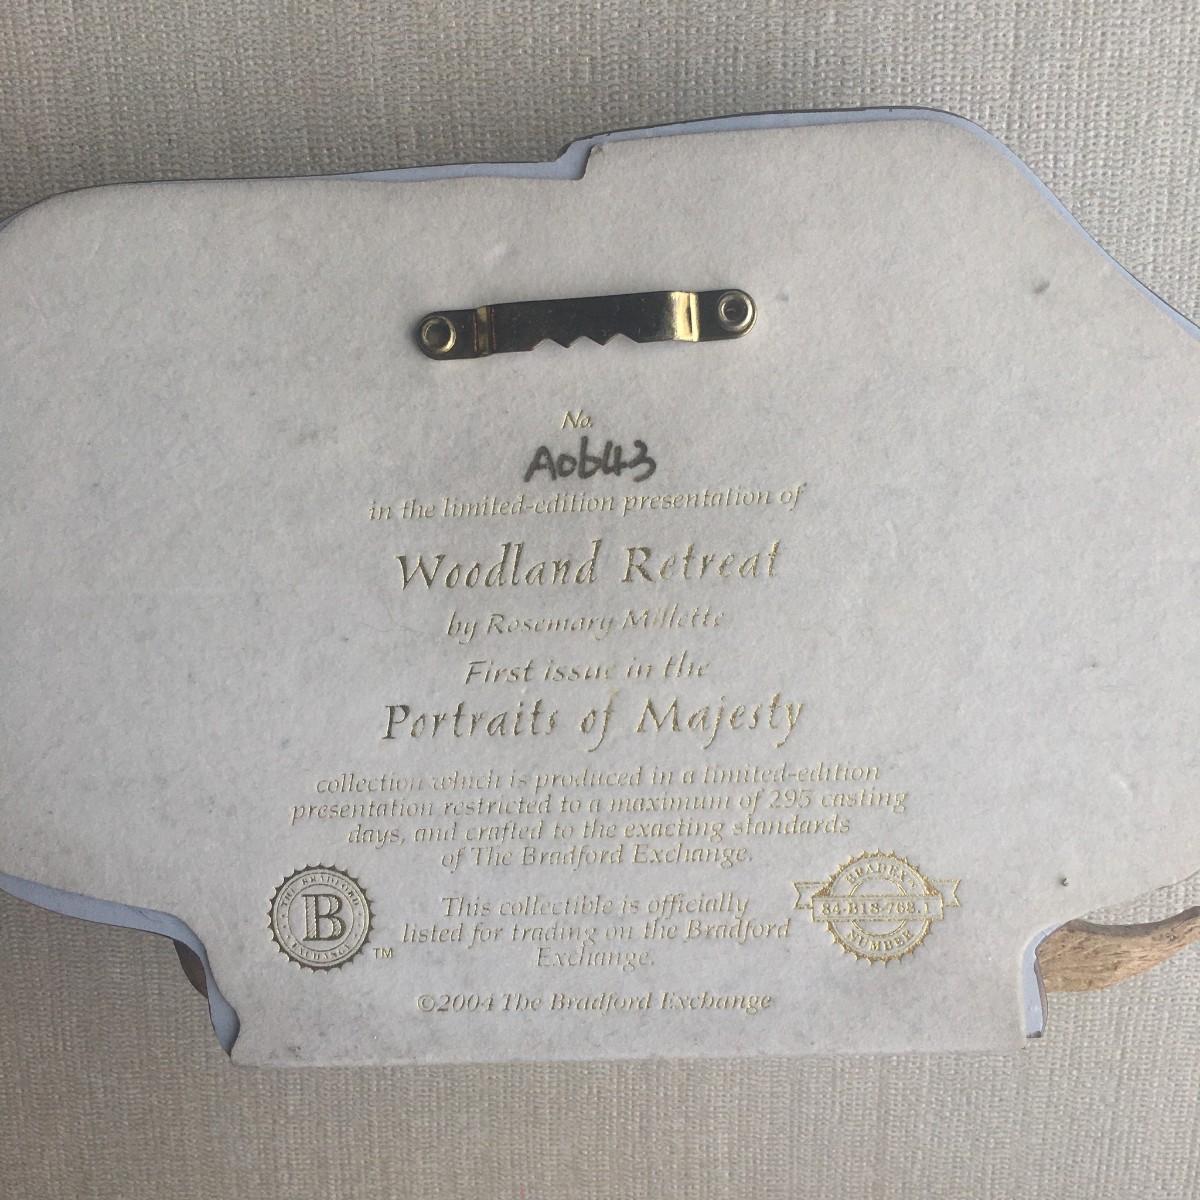 No.
A0643
in the limited-edition presentation of
Woodland Retreat
by Rosemary Millette
First issue in the
Portraits of Majesty
collection which is produced in a limited-edition
presentation restricted to a maximum of 295 casting
days, and crafted to the exacting standards
of The Bradford Exchange.
THE BRADFORD
B
EXCHANGE
TM
This collectible is officially
listed for trading on the Bradford
Exchange.
BRADEX
84-B18-768.1
NUMBER
©2004 The Bradford Exchange